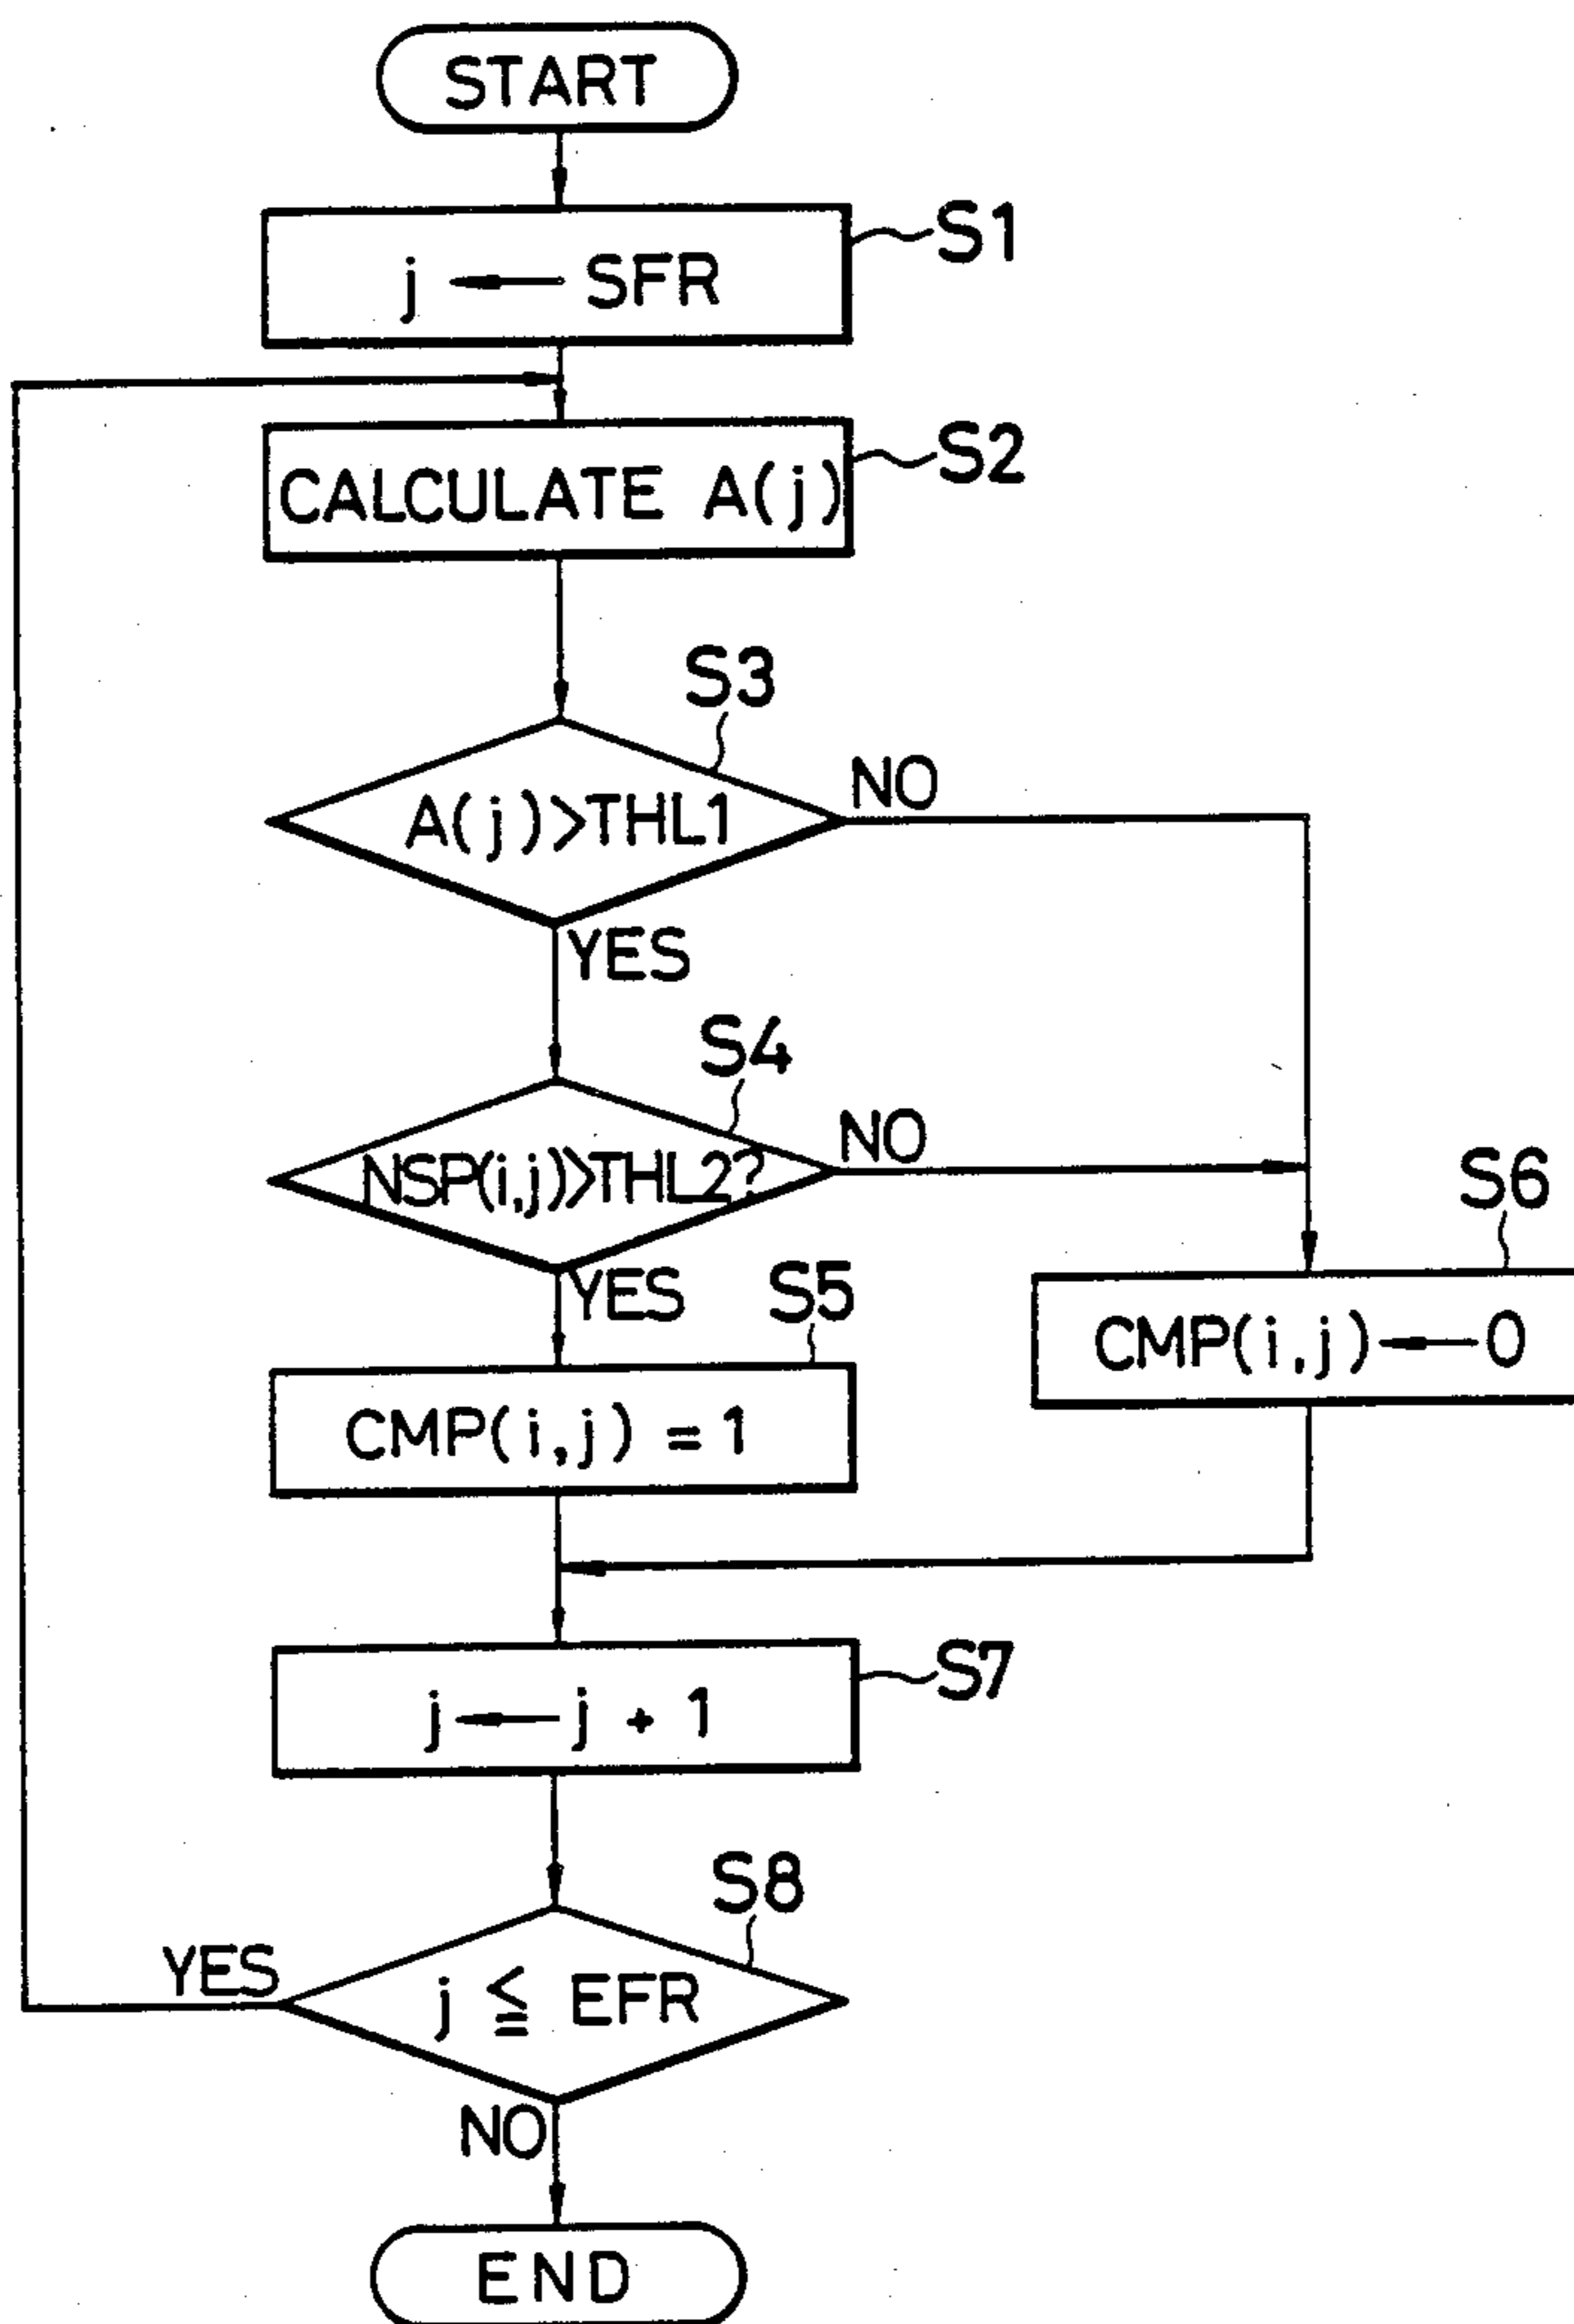 START
S1
j ← SFR
S2
CALCULATE A(j)
S3
A(j)>THL1
NO
YES
S4
NSP(i,j)>THL2?
NO
YES
S5
S6
CMP(i,j) = 1
CMP(i,j) ← 0
S7
j ← j + 1
S8
YES
j ≦ EFR
NO
END